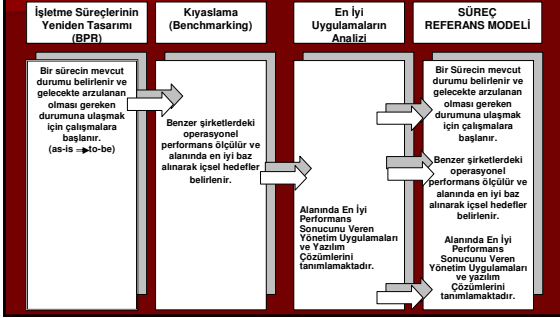 İşletme Süreçlerinin
Yeniden Tasarımı
(BPR)
Kıyaslama
(Benchmarking)
En İyi
Uygulamaların
Analizi
SÜREÇ
REFERANS MODELİ
Bir sürecin mevcut
durumu belirlenir ve
gelecekte arzulanan
olması gereken
durumuna ulaşmak
için çalışmalara
başlanır.
(as-is → to-be)
Benzer şirketlerdeki
operasyonel
performans ölçülür ve
alanında en iyi baz
alınarak içsel hedefler
belirlenir.
Alanında En İyi
Performans
Sonucunu Veren
Yönetim Uygulamaları
ve Yazılım
Çözümlerini
tanımlamaktadır.
Bir Sürecin mevcut
durumu belirlenir ve
gelecekte arzulanan
olması gereken
durumuna ulaşmak
için çalışmalara
başlanır.
Benzer şirketlerdeki
operasyonel
performans ölçülür ve
alanında en iyi baz
alınarak içsel hedefler
belirlenir.
Alanında En İyi
Performans
Sonucunu Veren
Yönetim Uygulamaları
ve yazılım
Çözümlerini
tanımlamaktadır.